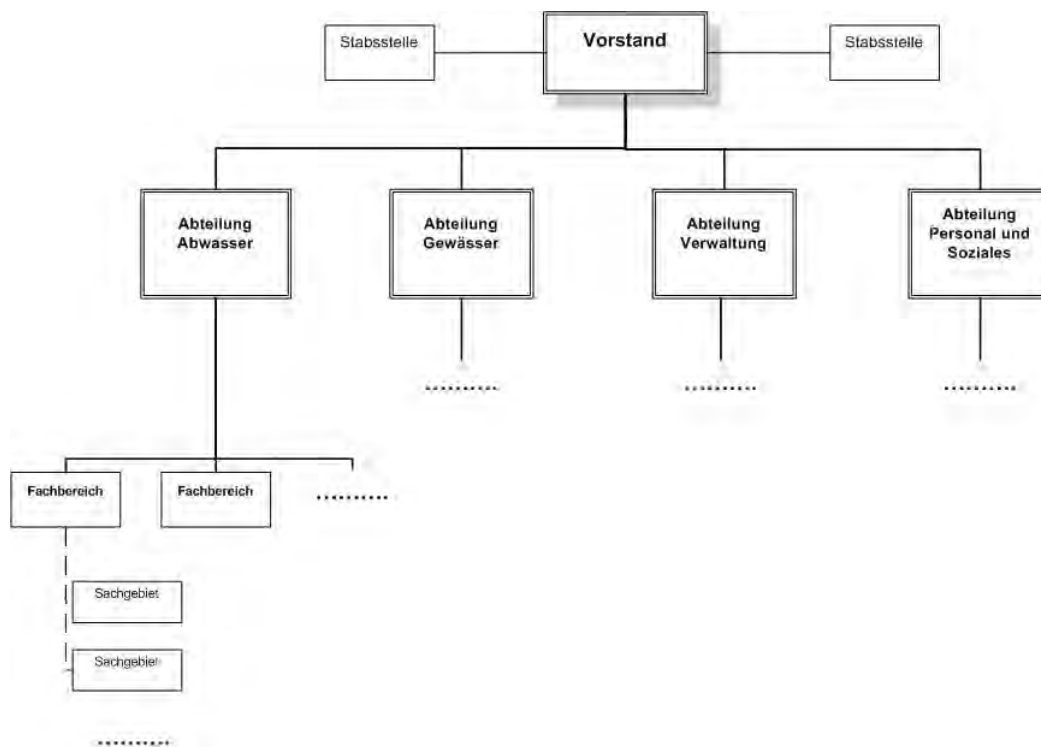 Stabsstelle
Vorstand
Stabsstelle
Abteilung
Abwasser
Abteilung
Gewässer
Abteilung
Verwaltung
Abteilung
Personal und
Soziales
...........
...........
...........
Fachbereich
Fachbereich
...........
Sachgebiet
Sachgebiet
...........